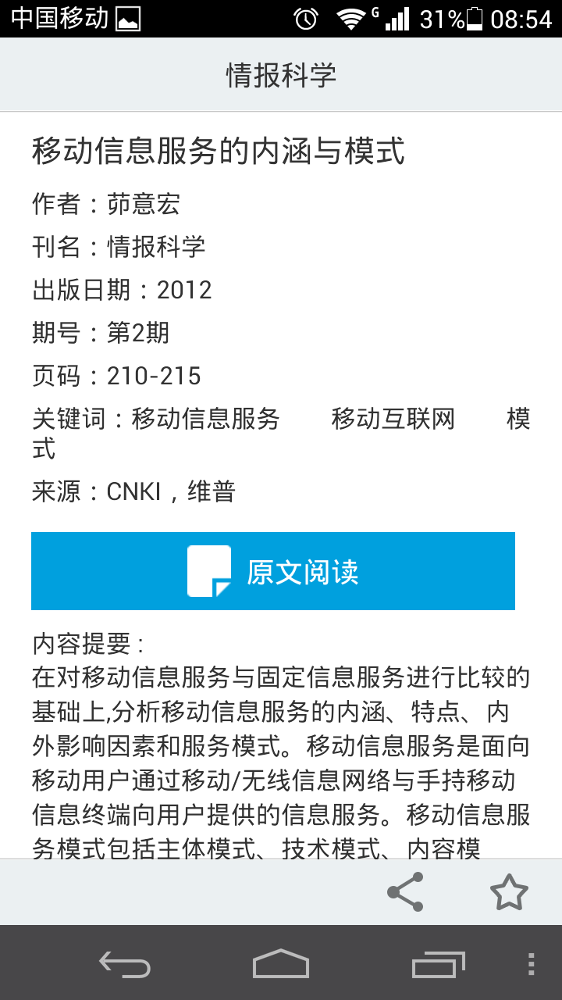 中国移动 G 31% 08:54
情报科学
移动信息服务的内涵与模式
作者：茆意宏
刊名：情报科学
出版日期：2012
期号：第2期
页码：210-215
关键词：移动信息服务 移动互联网 模
式
来源：CNKI，维普
原文阅读
内容提要：
在对移动信息服务与固定信息服务进行比较的
基础上,分析移动信息服务的内涵、特点、内
外影响因素和服务模式。移动信息服务是面向
移动用户通过移动/无线信息网络与手持移动
信息终端向用户提供的信息服务。移动信息服
务模式包括主体模式、技术模式、内容模